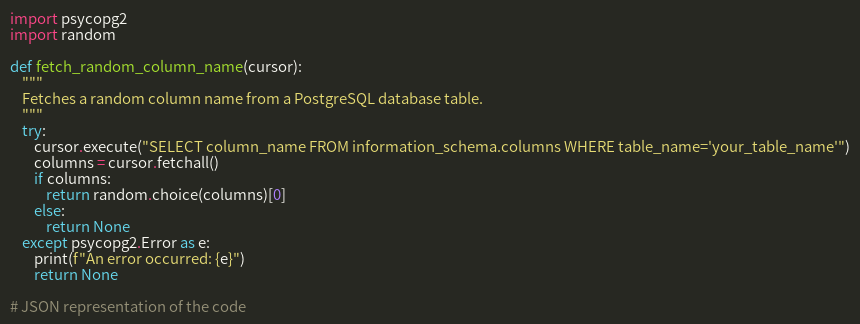 import psycopg2
import random

def fetch_random_column_name(cursor):
    """
    Fetches a random column name from a PostgreSQL database table.
    """
    try:
        cursor.execute("SELECT column_name FROM information_schema.columns WHERE table_name='your_table_name'")
        columns = cursor.fetchall()
        if columns:
            return random.choice(columns)[0]
        else:
            return None
    except psycopg2.Error as e:
        print(f"An error occurred: {e}")
        return None

# JSON representation of the code